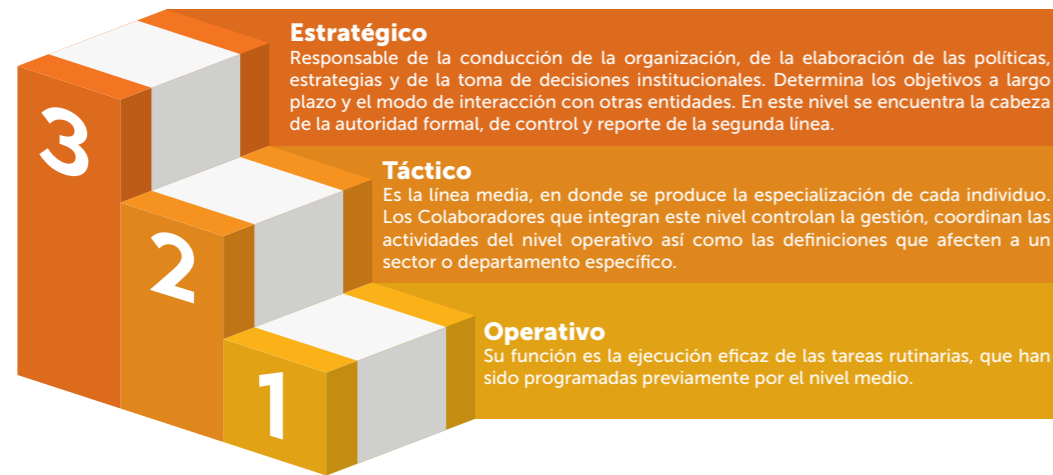 3
Estratégico
Responsable de la conducción de la organización, de la elaboración de las políticas,
estrategias y de la toma de decisiones institucionales. Determina los objetivos a largo
plazo y el modo de interacción con otras entidades. En este nivel se encuentra la cabeza
de la autoridad formal, de control y reporte de la segunda línea.
2
Táctico
Es la línea media, en donde se produce la especialización de cada individuo.
Los Colaboradores que integran este nivel controlan la gestión, coordinan las
actividades del nivel operativo así como las definiciones que afecten a un
sector o departamento específico.
1
Operativo
Su función es la ejecución eficaz de las tareas rutinarias, que han
sido programadas previamente por el nivel medio.